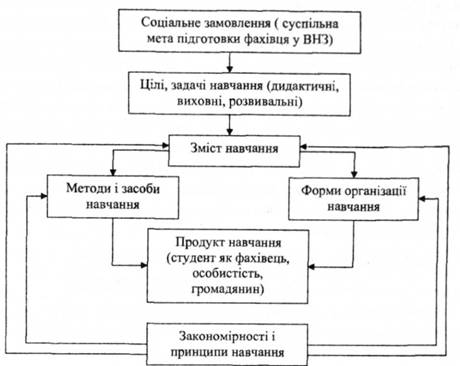 Соціальне замовлення ( суспільна
мета підготовки фахівця у ВНЗ)
Цілі, задачі навчання (дидактичні,
виховні, розвивальні)
Зміст навчання
Методи і засоби
навчання
Форми організації
навчання
Продукт навчання
(студент як фахівець,
особистість,
громадянин)
Закономірності і
принципи навчання